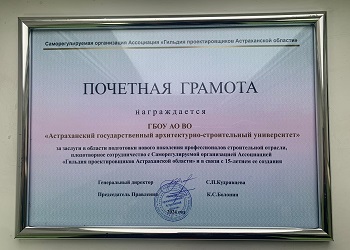 Саморегулируемая организация Ассоциация «Гильдия проектировщиков Астраханской области»
ПОЧЕТНАЯ ГРАМОТА
награждается
ГБОУ АО ВО
«Астраханский государственный архитектурно-строительный университет»
за заслуги в области подготовки нового поколения профессионалов строительной отрасли,
плодотворное сотрудничество с Саморегулируемой организацией Ассоциацией
«Гильдия проектировщиков Астраханской области» и в связи с 15-летием ее создания
Генеральный директор С.П.Кудрявцева
Председатель Правления К.С.Болонин
2024 год